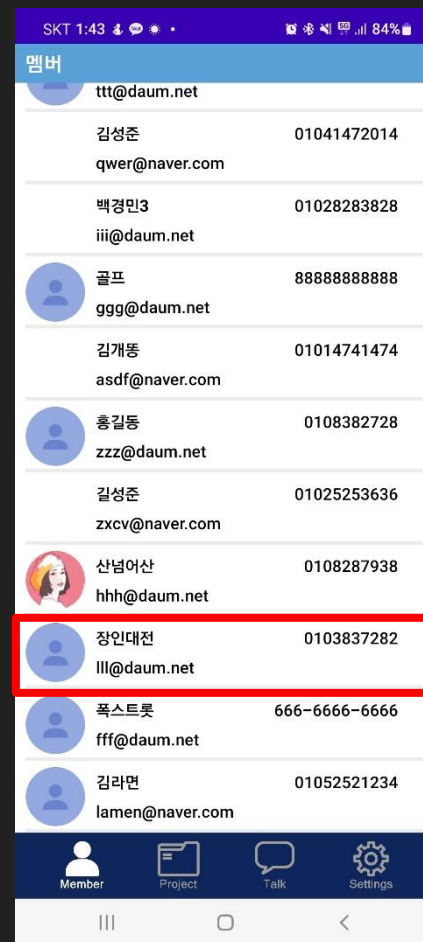 SKT 1:43 84%
멤버
ttt@daum.net
김성준 01041472014
qwer@naver.com
백경민3 01028283828
iii@daum.net
골프 88888888888
ggg@daum.net
김개똥 01014741474
asdf@naver.com
홍길동 0108382728
zzz@daum.net
길성준 01025253636
zxcv@naver.com
산넘어산 0108287938
hhh@daum.net
장인대전 0103837282
lll@daum.net
폭스트롯 666-6666-6666
fff@daum.net
김라면 01052521234
lamen@naver.com
Member Project Talk Settings